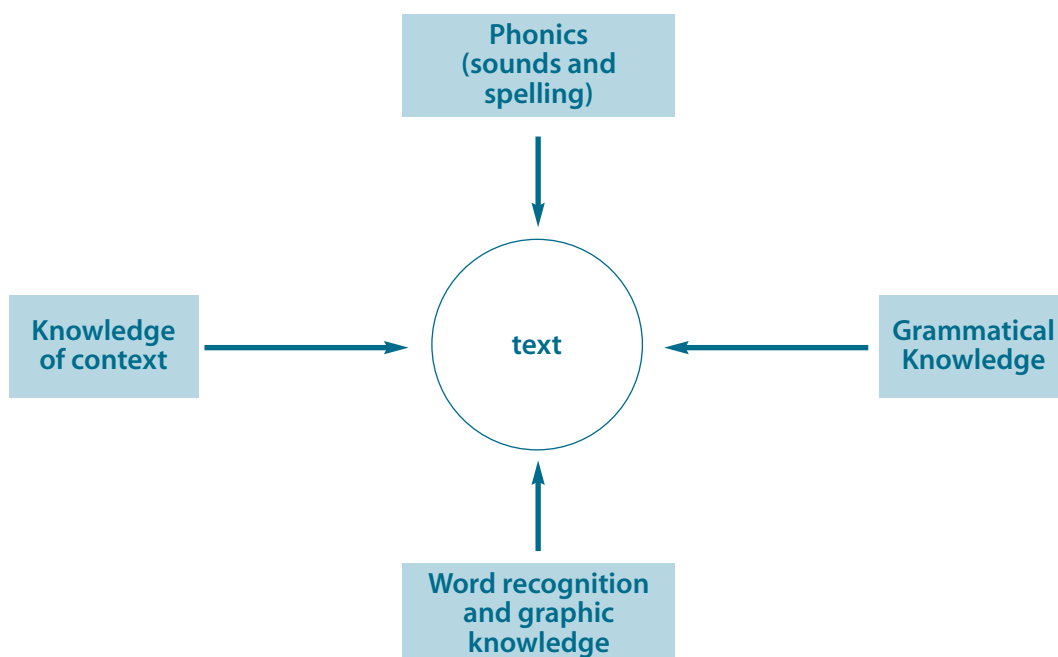 Phonics
(sounds and
spelling)
Knowledge
of context
text
Grammatical
Knowledge
Word recognition
and graphic
knowledge